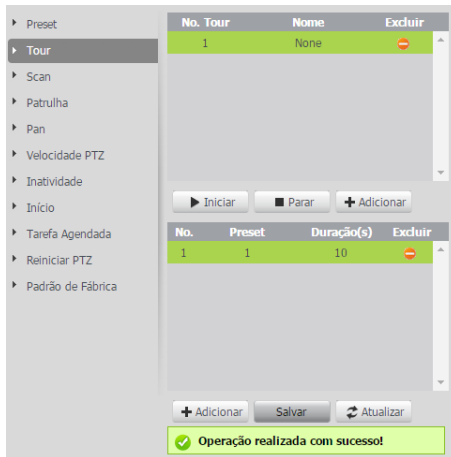 Preset
Tour
Scan
Patrulha
Pan
Velocidade PTZ
Inatividade
Início
Tarefa Agendada
Reiniciar PTZ
Padrão de Fábrica
No. Tour Nome Excluir
1 None
Iniciar Parar Adicionar
No. Preset Duração(s) Excluir
1 1 10
Adicionar Salvar Atualizar
Operação realizada com sucesso!